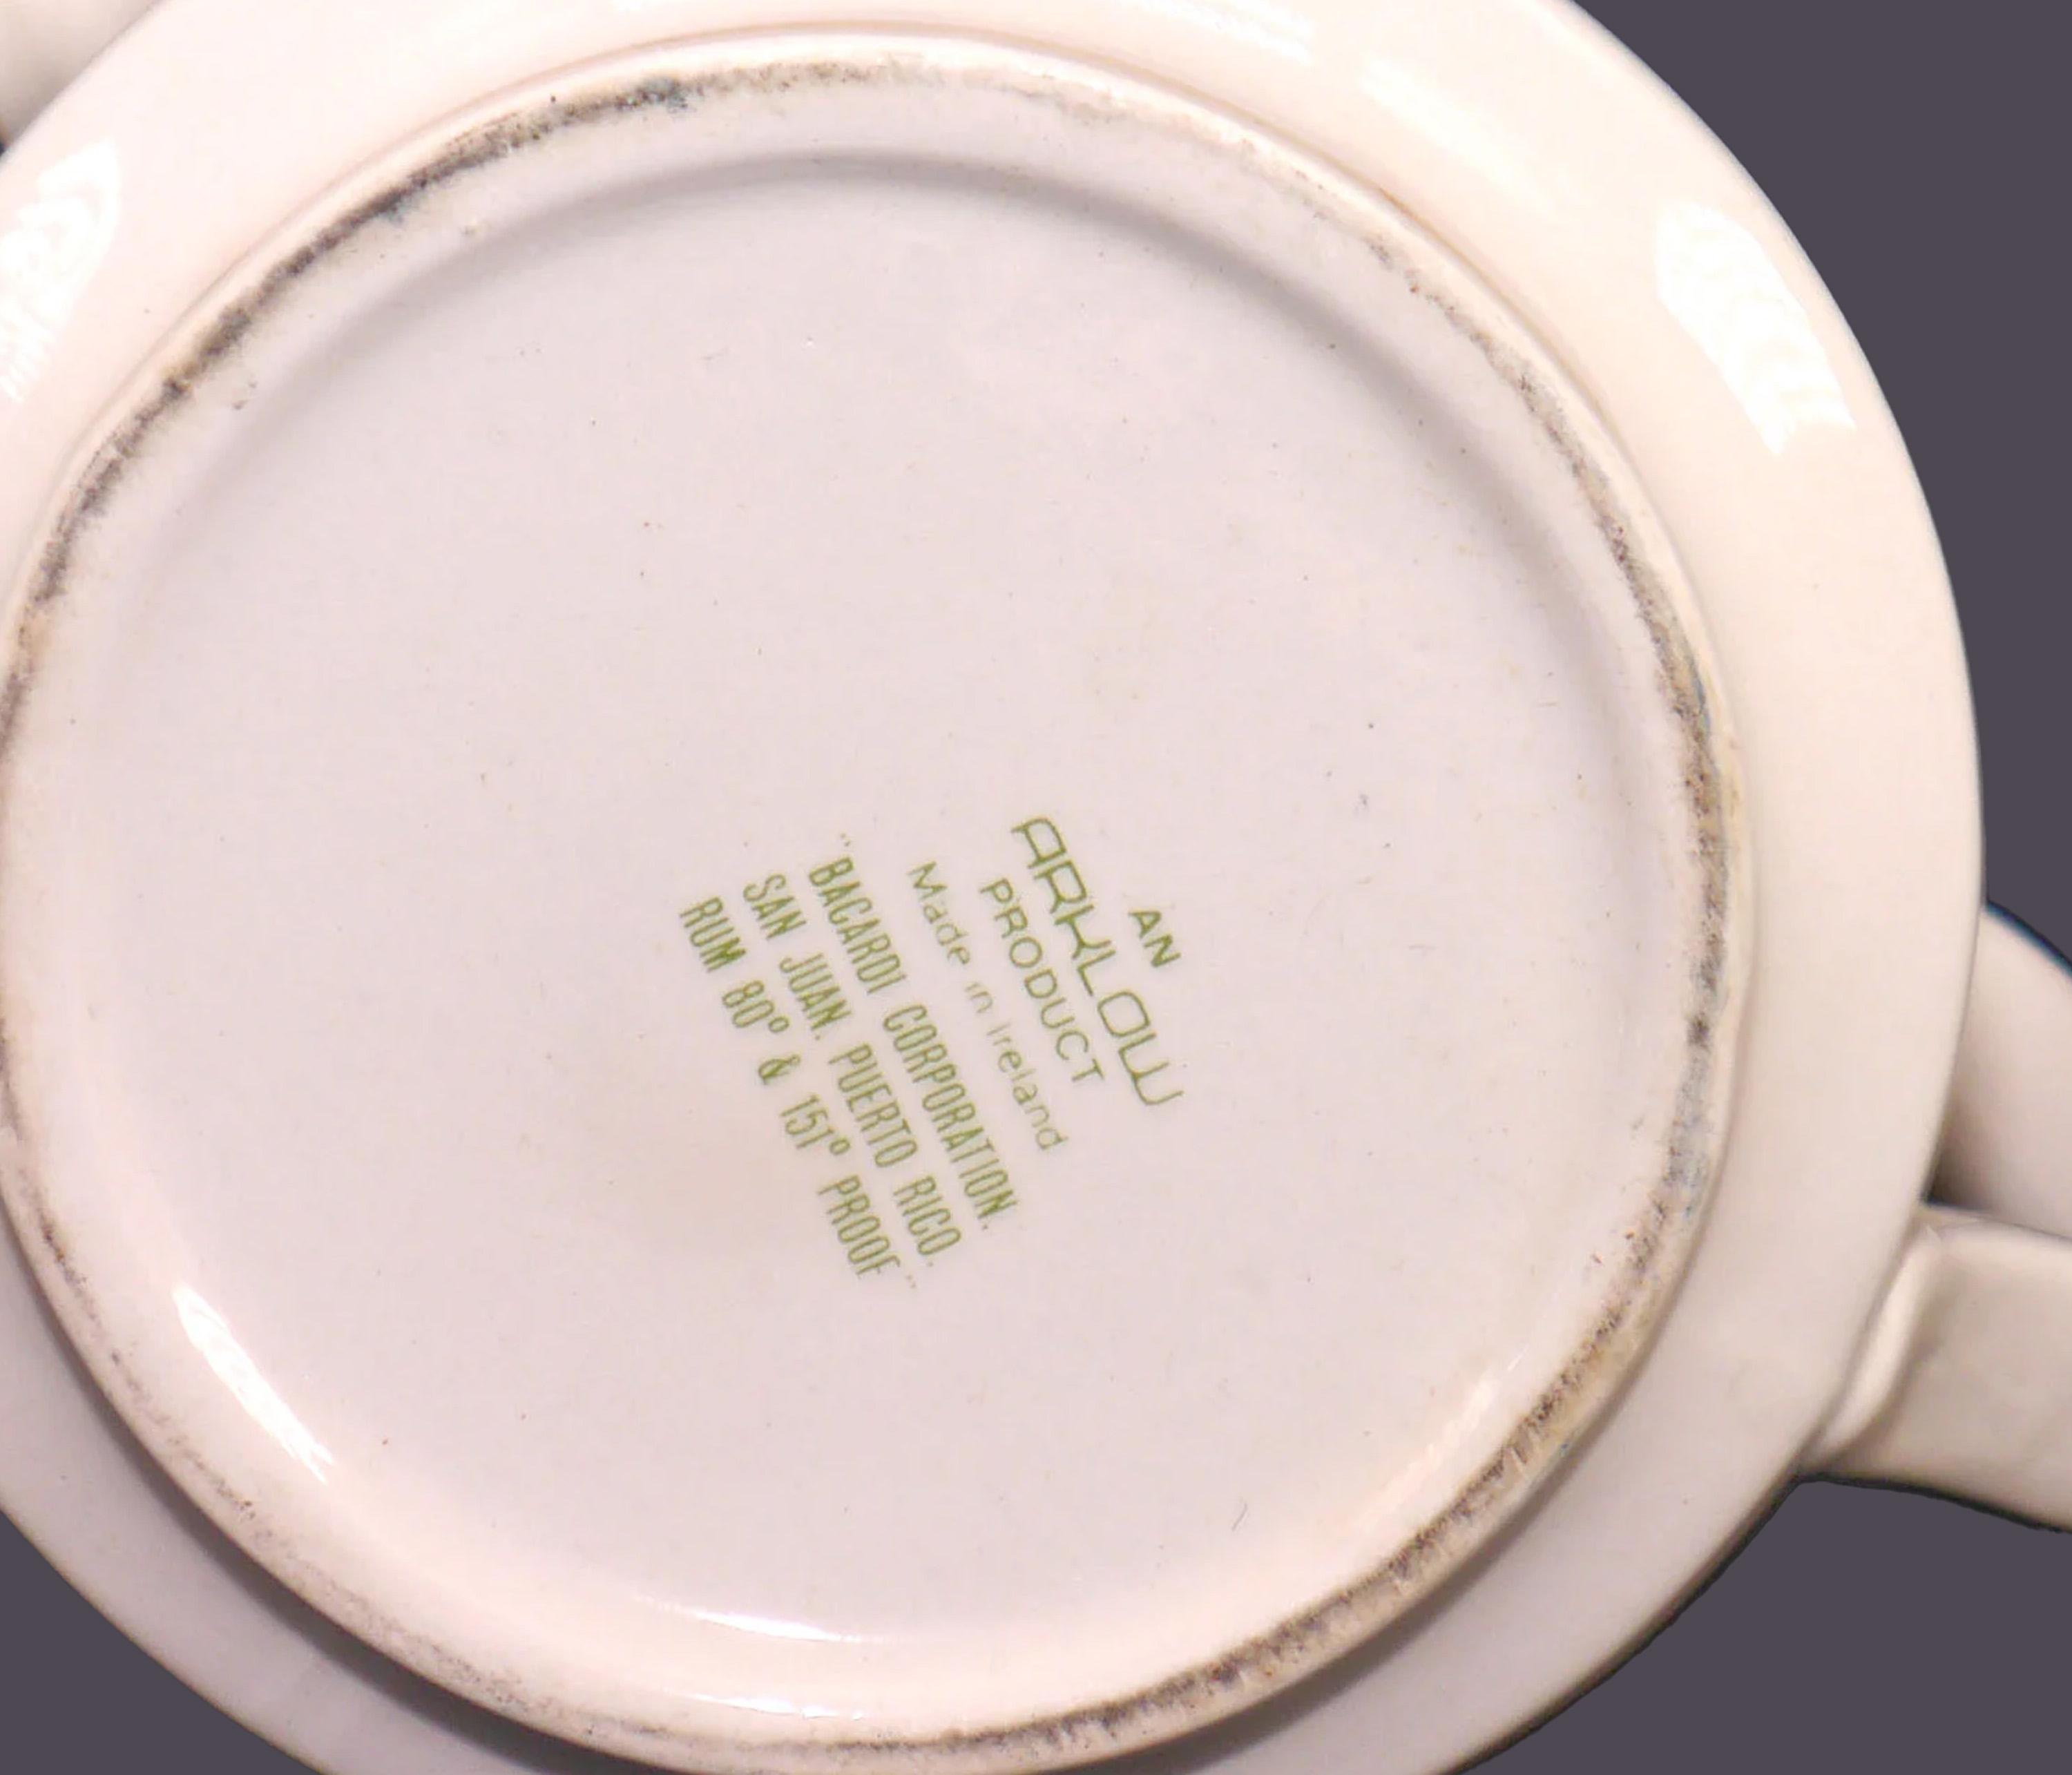 AN
ARKLOW
PRODUCT
Made in Ireland
"BACARDI CORPORATION.
SAN JUAN. PUERTO RICO.
RUM 80° & 151° PROOF"